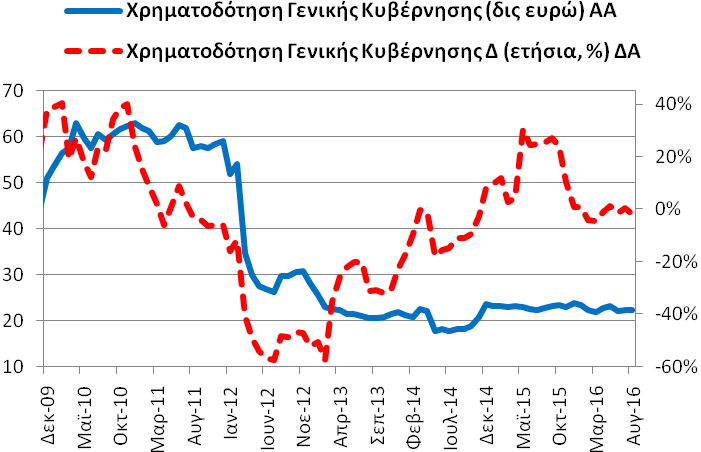 Χρηματοδότηση Γενικής Κυβέρνησης (δις ευρώ) ΑΑ
Χρηματοδότηση Γενικής Κυβέρνησης Δ (ετήσια, %) ΔΑ
70
60
50
40
30
20
10
40%
20%
0%
-20%
-40%
-60%
Δεκ-09
Μαϊ-10
Οκτ-10
Μαρ-11
Αυγ-11
Ιαν-12
Ιουν-12
Νοε-12
Απρ-13
Σεπ-13
Φεβ-14
Ιουλ-14
Δεκ-14
Μαϊ-15
Οκτ-15
Μαρ-16
Αυγ-16